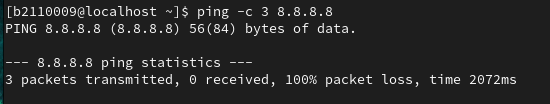 [b2110009@localhost ~]$ ping -c 3 8.8.8.8
PING 8.8.8.8 (8.8.8.8) 56(84) bytes of data.
--- 8.8.8.8 ping statistics ---
3 packets transmitted, 0 received, 100% packet loss, time 2072ms